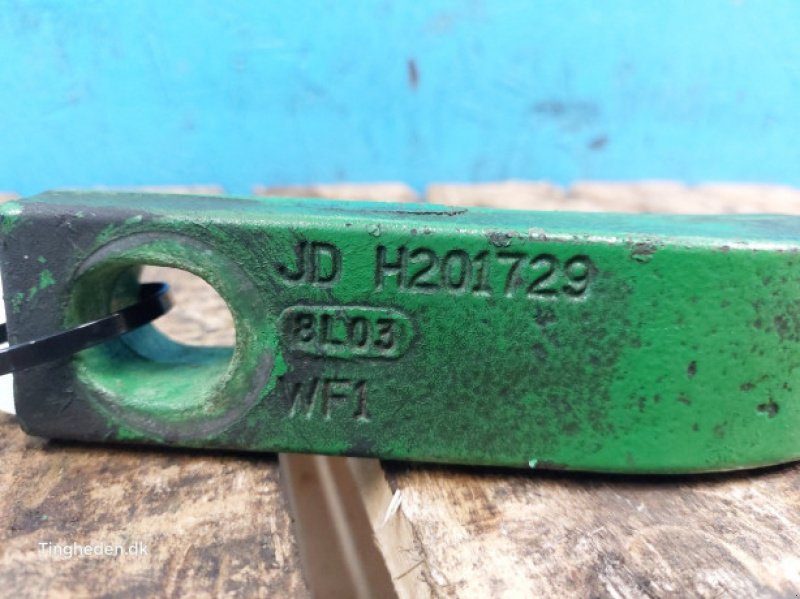 JD H201729
8L03
WF1
Tingheden.dk